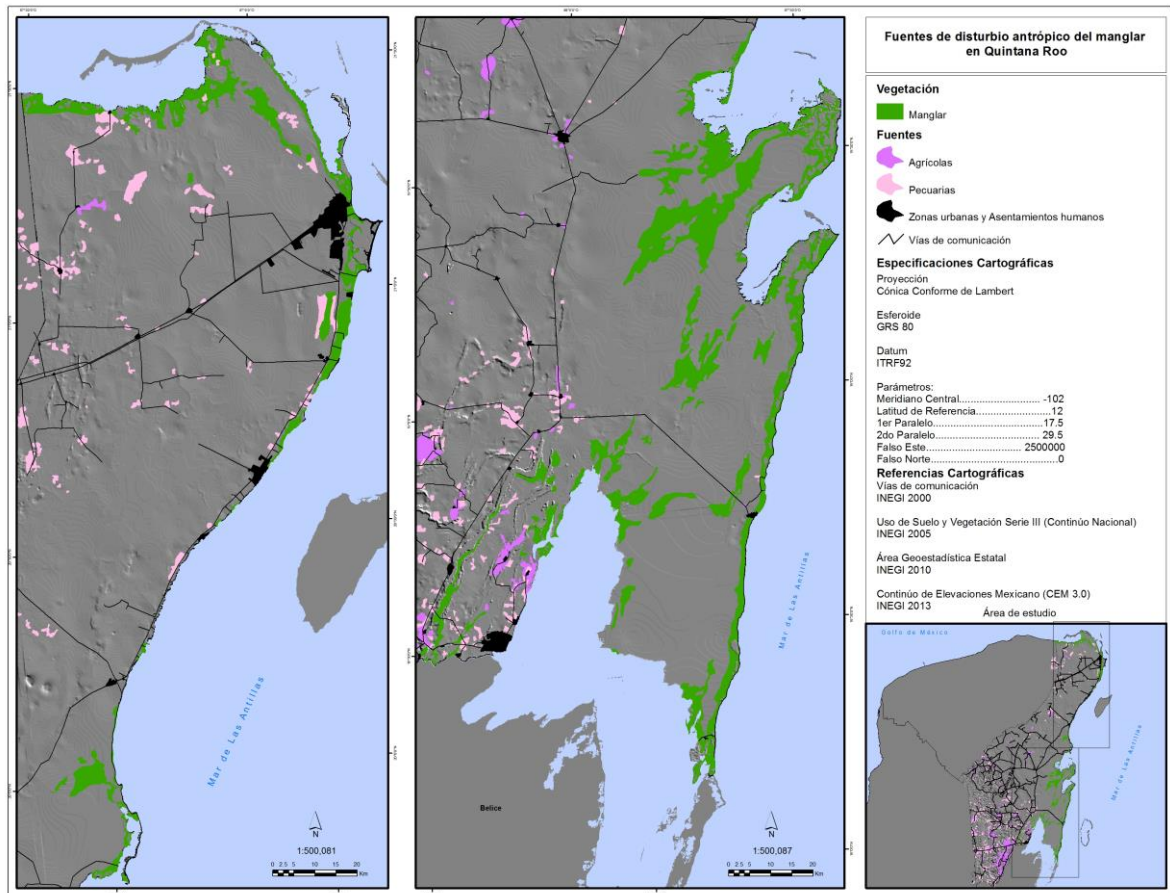 Fuentes de disturbio antrópico del manglar
en Quintana Roo
Vegetación
Manglar
Fuentes
Agrícolas
Pecuarias
Zonas urbanas y Asentamientos humanos
Vías de comunicación
Especificaciones Cartográficas
Proyección
Cónica Conforme de Lambert
Esferoide
GRS 80
Datum
ITRF92
Parámetros:
Meridiano Central............................ -102
Latitud de Referencia..........................12
1er Paralelo.......................................17.5
2do Paralelo...................................... 29.5
Falso Este................................ 2500000
Falso Norte...........................................0
Referencias Cartográficas
Vías de comunicación
INEGI 2000
Uso de Suelo y Vegetación Serie III (Continúo Nacional)
INEGI 2005
Área Geoestadística Estatal
INEGI 2010
Continúo de Elevaciones Mexicano (CEM 3.0)
INEGI 2013
Área de estudio
Golfo de México
Mar de Las Antillas
Mar de Las Antillas
N
1:500,081
0 2.5 5 10 15 20
Km
Mar de Las Antillas
Belice
N
1:500,087
0 2.5 5 10 15 20
Km